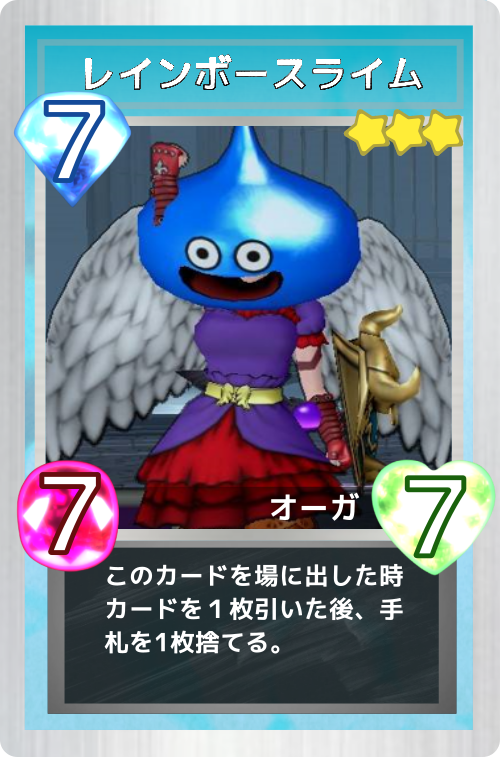 レインボースライム
7
7
オーガ
7
このカードを場に出した時
カードを１枚引いた後、手
札を1枚捨てる。